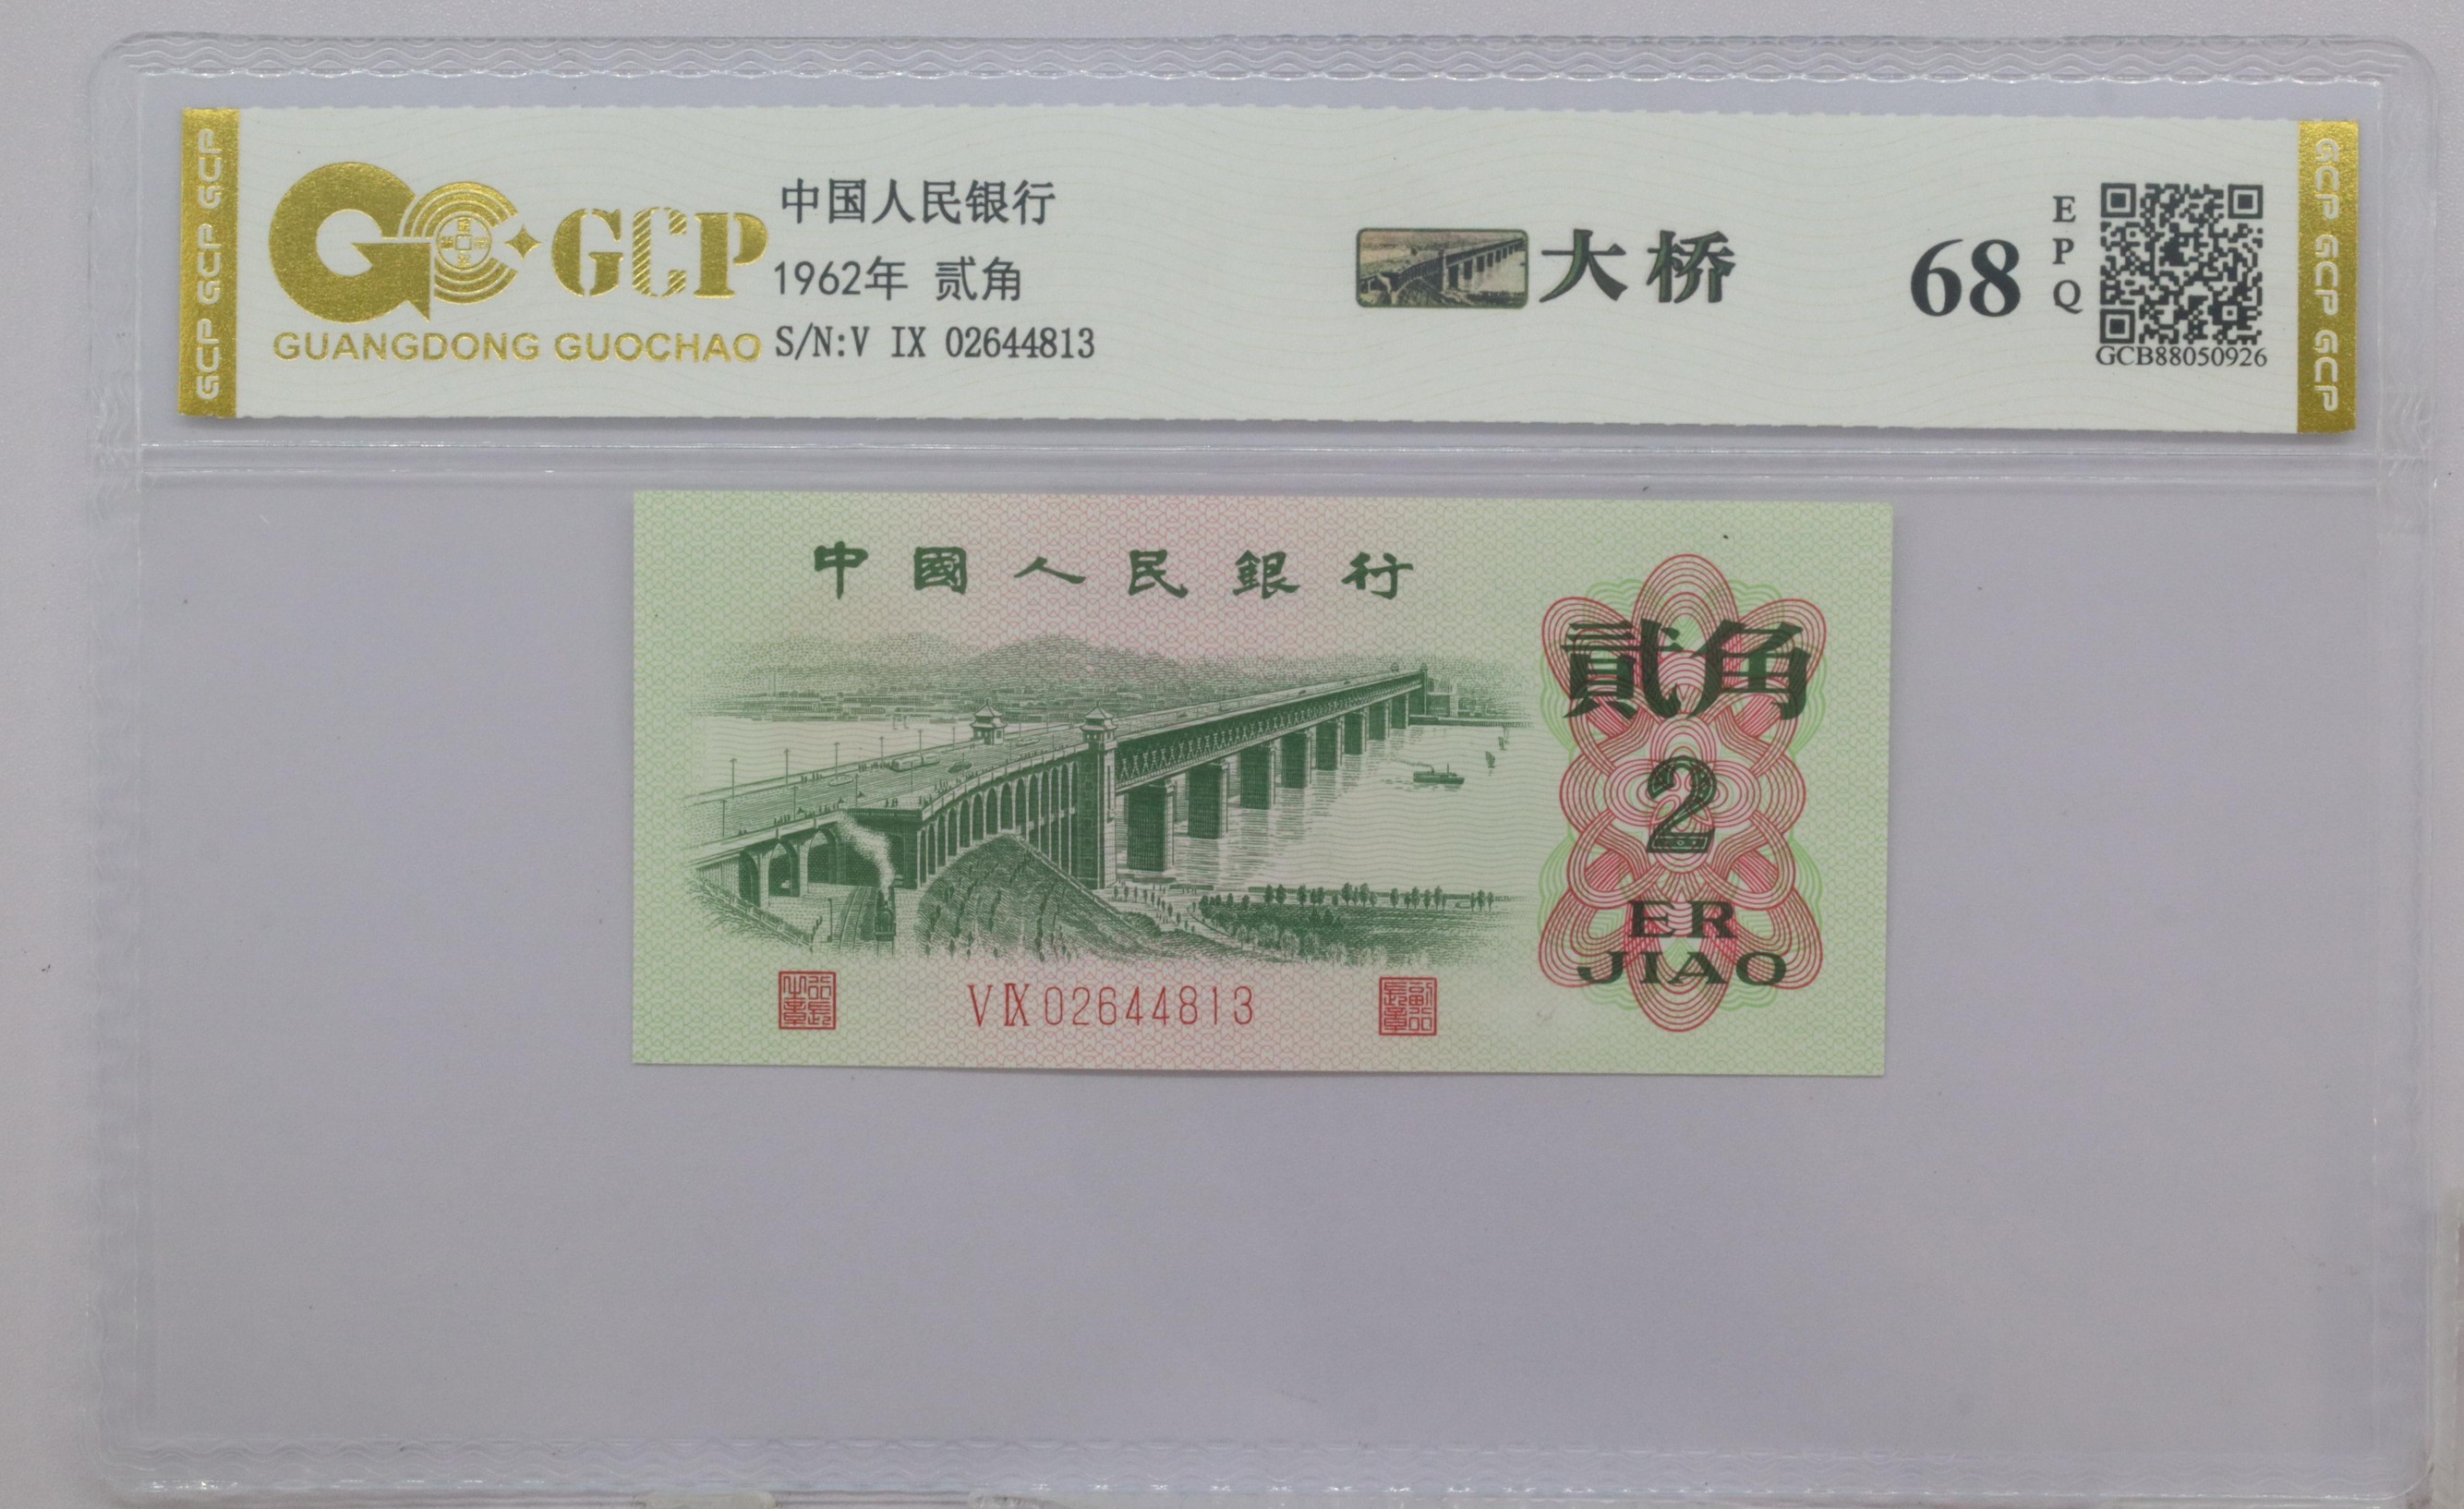 GCP GCP GCP
GCP
GUANGDONG GUOCHAO
中国人民银行
1962年 贰角
S/N:V IX 02644813
大桥
68
E
P
Q
GCB88050926
GCP GCP GCP
中國人民銀行
貳角
2
ER
JIAO
V IX 02644813